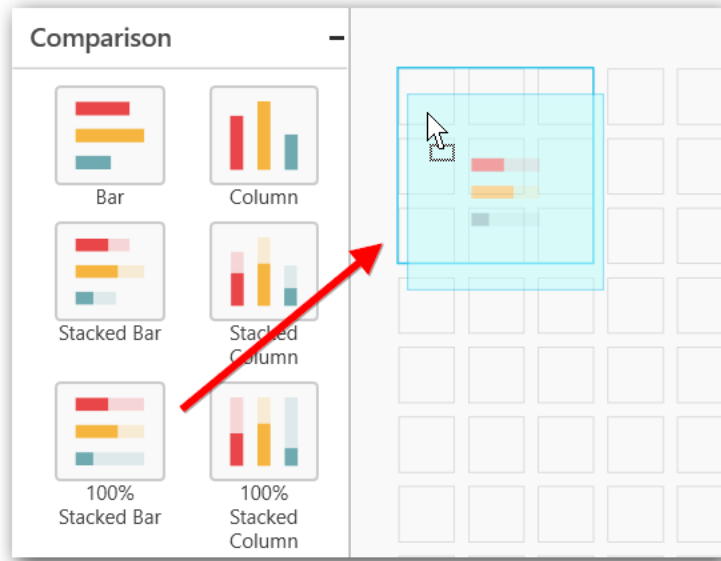 Comparison
Bar
Column
Stacked Bar
Stacked
Column
100%
Stacked Bar
100%
Stacked
Column